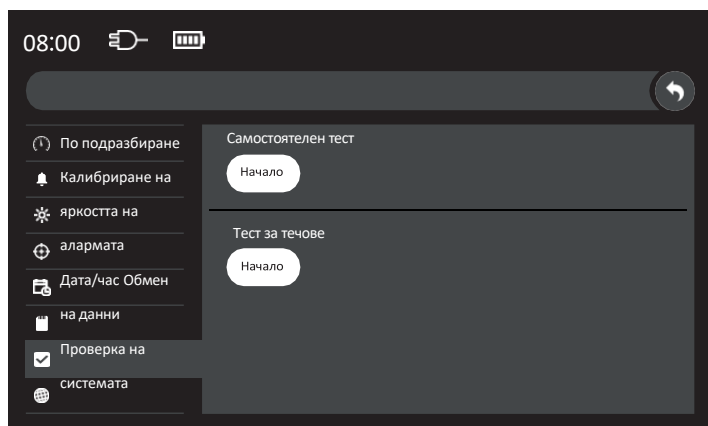 08:00
По подразбиране
Калибриране на
яркостта на
алармата
Дата/час Обмен
на данни
Проверка на
системата
Самостоятелен тест
Начало
Тест за течове
Начало